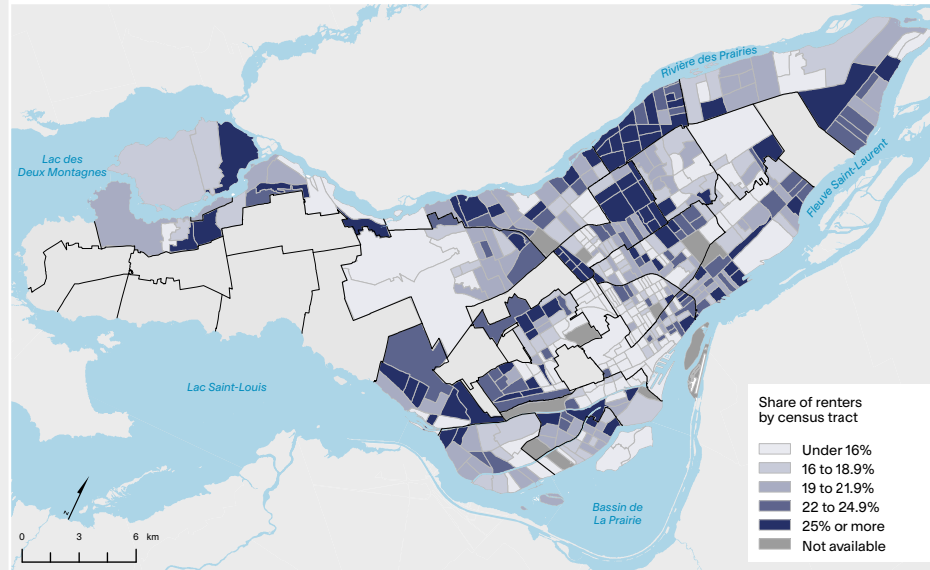 Rivière des Prairies
Lac des
Deux Montagnes
Fleuve Saint-Laurent
Lac Saint-Louis
Bassin de
La Prairie
Share of renters
by census tract
Under 16%
16 to 18.9%
19 to 21.9%
22 to 24.9%
25% or more
Not available
N
0 3 6 km